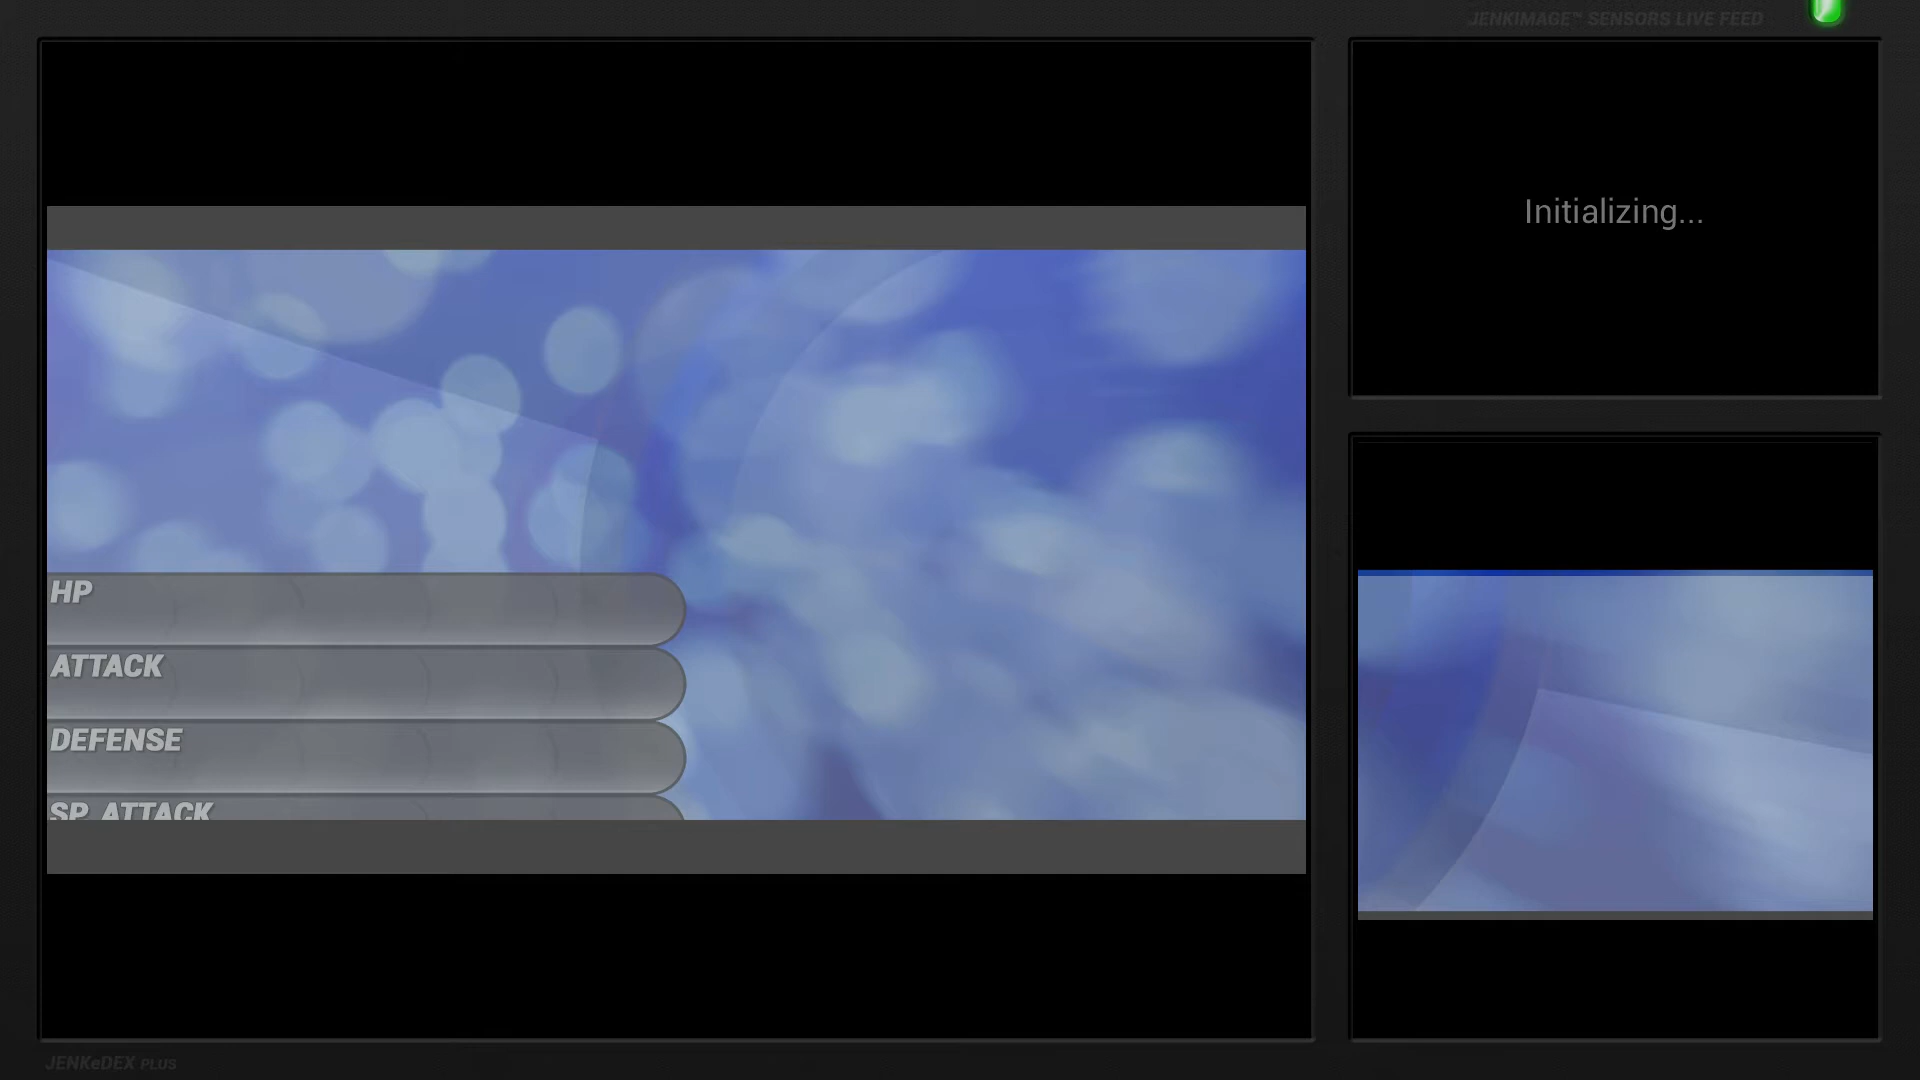 JENKIMAGE™ SENSORS LIVE FEED
Initializing...
HP
ATTACK
DEFENSE
SP. ATTACK
JENKeDEX PLUS